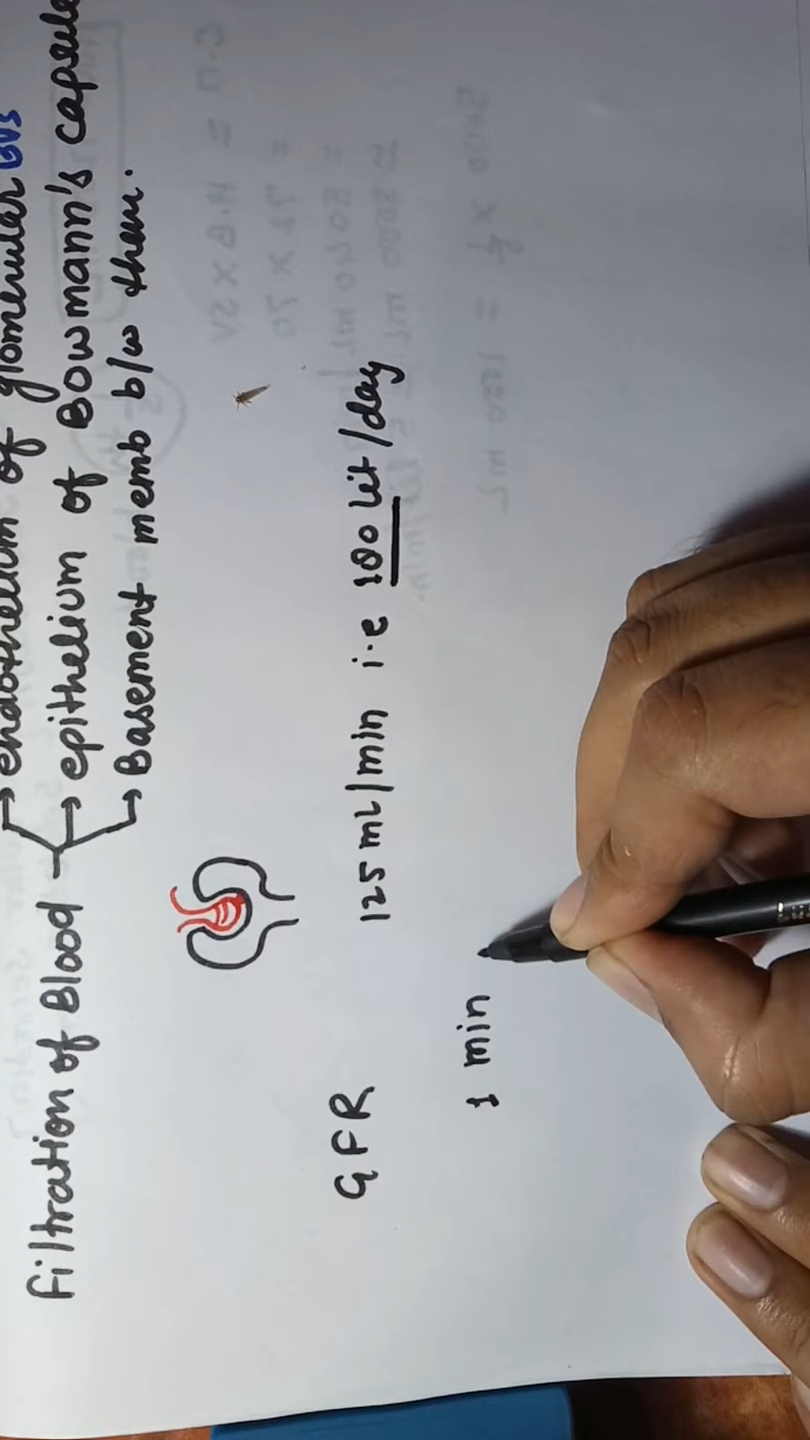 endothelium of glomerular BVs
Filtration of Blood → epithelium of Bowmann's capsule
Basement memb b/w them.
GFR 125 mL/min i.e 180 lit/day
1 min